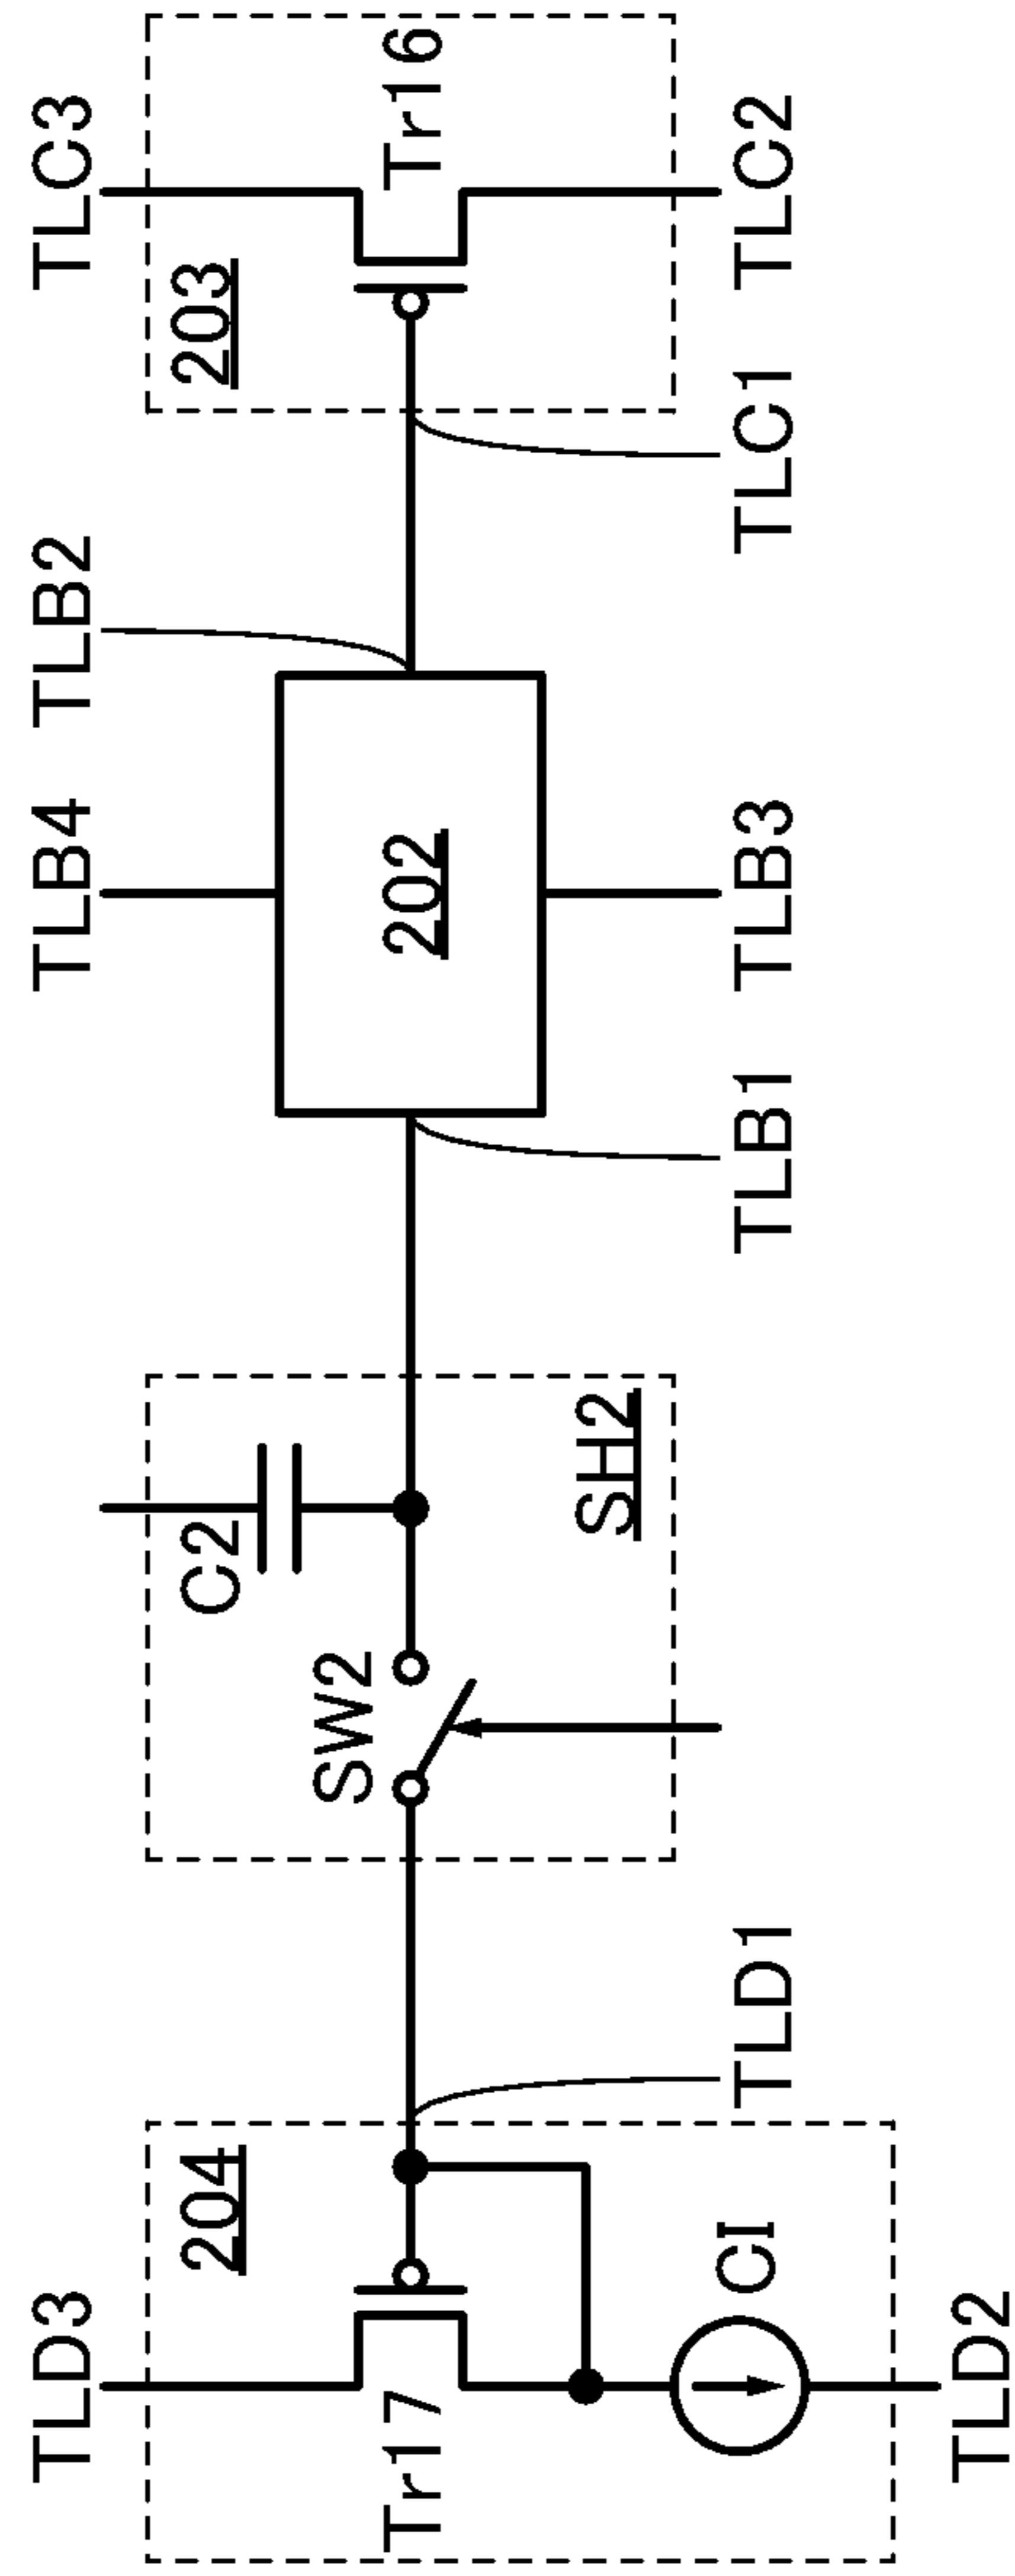 TLD3
TLB4
TLB2
TLC3
204
C2
203
SW2
Tr17
202
Tr16
SH2
CI
TLD1
TLB1
TLB3
TLC1
TLC2
TLD2